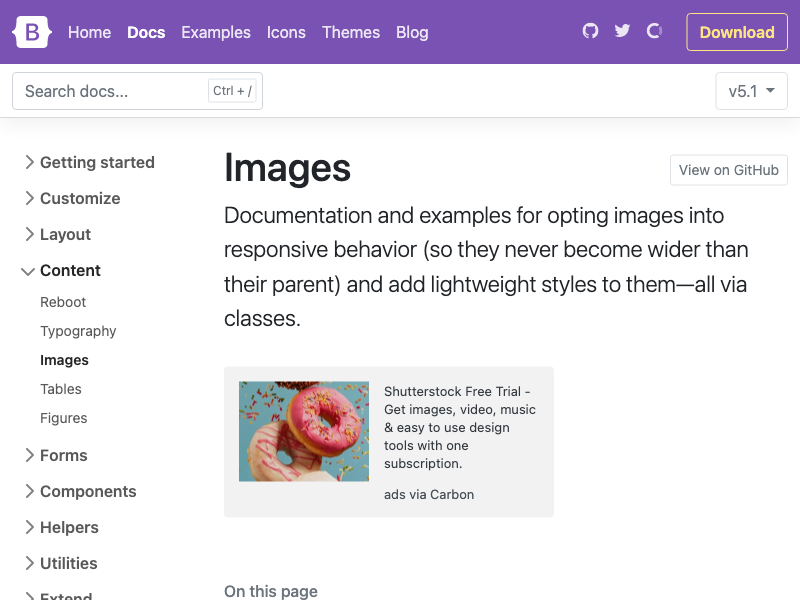 B Home Docs Examples Icons Themes Blog Download
Search docs... Ctrl + / v5.1
Getting started
Customize
Layout
Content
Reboot
Typography
Images
Tables
Figures
Forms
Components
Helpers
Utilities
Extend
Images
View on GitHub
Documentation and examples for opting images into
responsive behavior (so they never become wider than
their parent) and add lightweight styles to them—all via
classes.
Shutterstock Free Trial -
Get images, video, music
& easy to use design
tools with one
subscription.
ads via Carbon
On this page